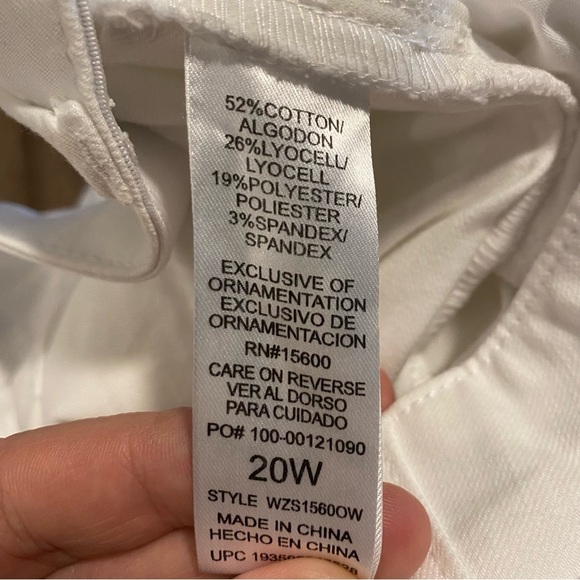 52%COTTON/
ALGODON
26%LYOCELL/
LYOCELL
19%POLYESTER/
POLIESTER
3%SPANDEX/
SPANDEX
EXCLUSIVE OF
ORNAMENTATION
EXCLUSIVO DE
ORNAMENTACION
RN#15600
CARE ON REVERSE
VER AL DORSO
PARA CUIDADO
PO# 100-00121090
20W
STYLE WZS1560OW
MADE IN CHINA
HECHO EN CHINA
UPC